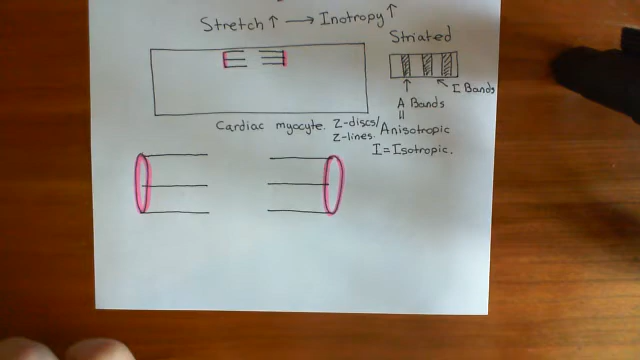 Stretch ↑ → Inotropy ↑
Striated
I Bands
A Bands
=
Anisotropic
I = Isotropic.
Cardiac myocyte.
Z-discs/
Z-lines.